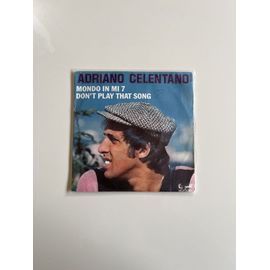 ADRIANO CELENTANO
MONDO IN MI 7
DON'T PLAY THAT SONG